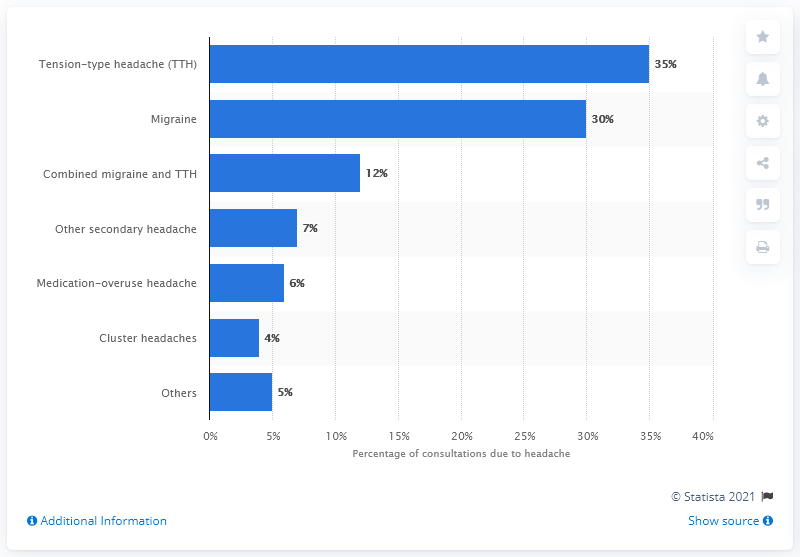 Tension-type headache (TTH) 35%
Migraine 30%
Combined migraine and TTH 12%
Other secondary headache 7%
Medication-overuse headache 6%
Cluster headaches 4%
Others 5%
0% 5% 10% 15% 20% 25% 30% 35% 40%
Percentage of consultations due to headache
© Statista 2021
Additional Information Show source